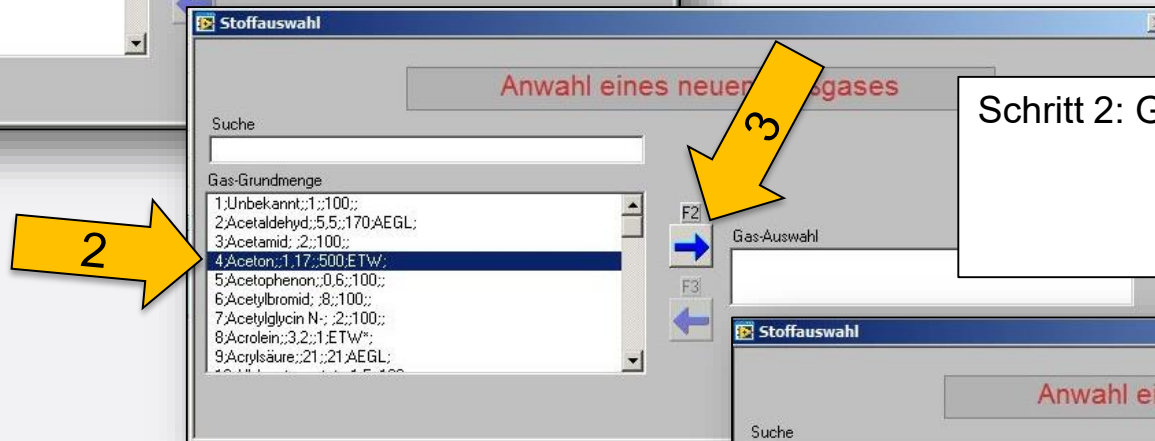 Stoffauswahl
Anwahl eines neuen
sgases
Schritt 2: G
Suche
Gas-Grundmenge
1;Unbekannt;;1;;100;;
2;Acetaldehyd;;5,5;;170;AEGL;
3;Acetamid; ;2;;100;;
4;Aceton;;1,17;;500;ETW;
5;Acetophenon;;0,6;;100;;
6;Acetylbromid; ;8;;100;;
7;Acetylglycin N-; ;2;;100;;
8;Acrolein;;3,2;;1;ETW*;
9;Acrylsäure;;21;;21;AEGL;
2
3
F2
F3
Gas-Auswahl
Stoffauswahl
Anwahl ei
Suche